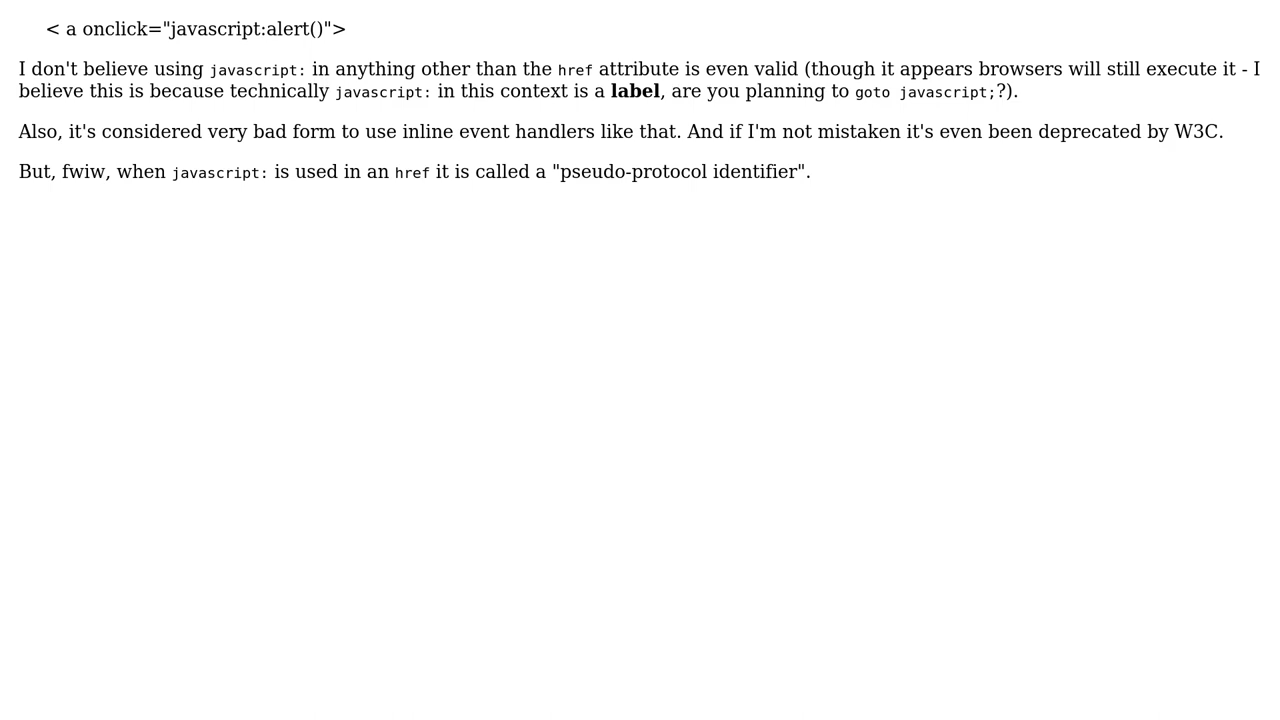 < a onclick="javascript:alert()">
I don't believe using javascript: in anything other than the href attribute is even valid (though it appears browsers will still execute it - I
believe this is because technically javascript: in this context is a label, are you planning to goto javascript;?).
Also, it's considered very bad form to use inline event handlers like that. And if I'm not mistaken it's even been deprecated by W3C.
But, fwiw, when javascript: is used in an href it is called a "pseudo-protocol identifier".